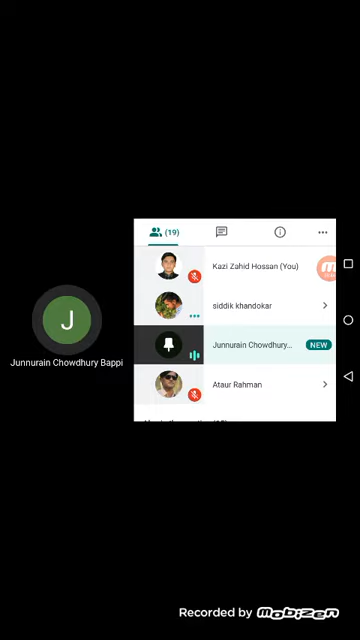 (19)
Kazi Zahid Hossan (You)
siddik khandokar
J
Junnurain Chowdhury...
NEW
Junnurain Chowdhury Bappi
Ataur Rahman
Recorded by mobizen